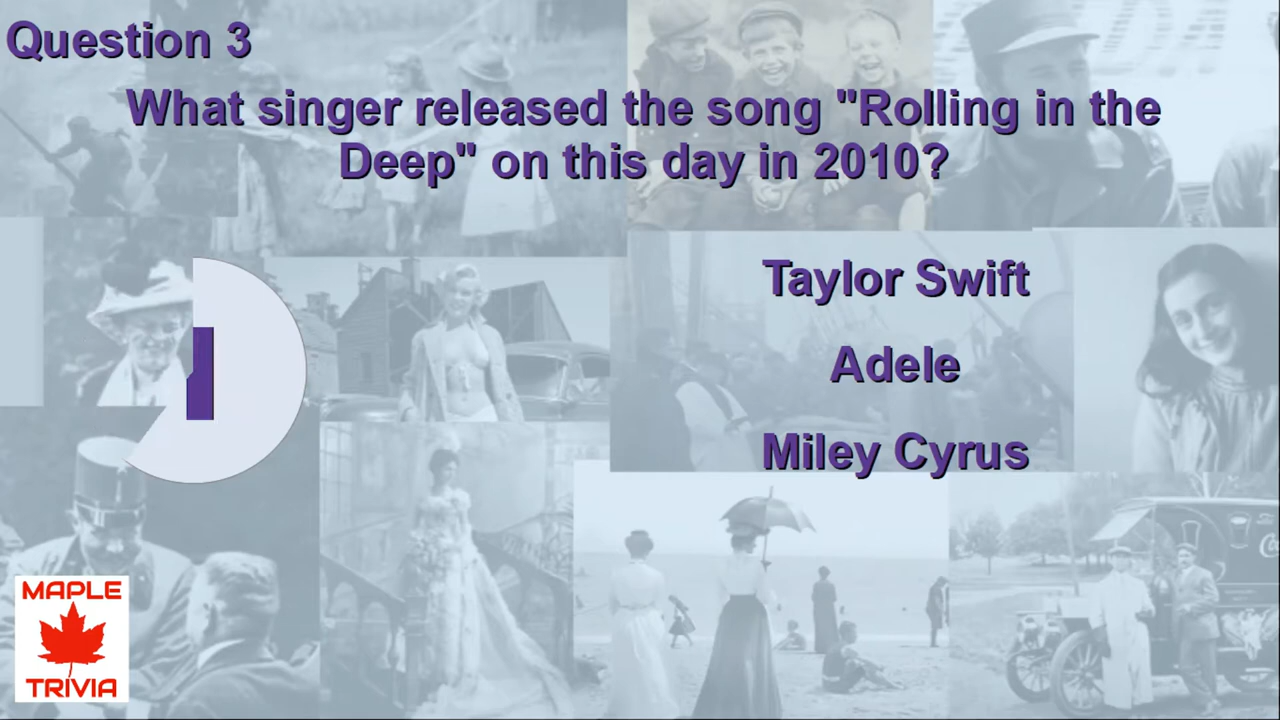 Question 3
What singer released the song "Rolling in the
Deep" on this day in 2010?
Taylor Swift
Adele
Miley Cyrus
MAPLE
TRIVIA